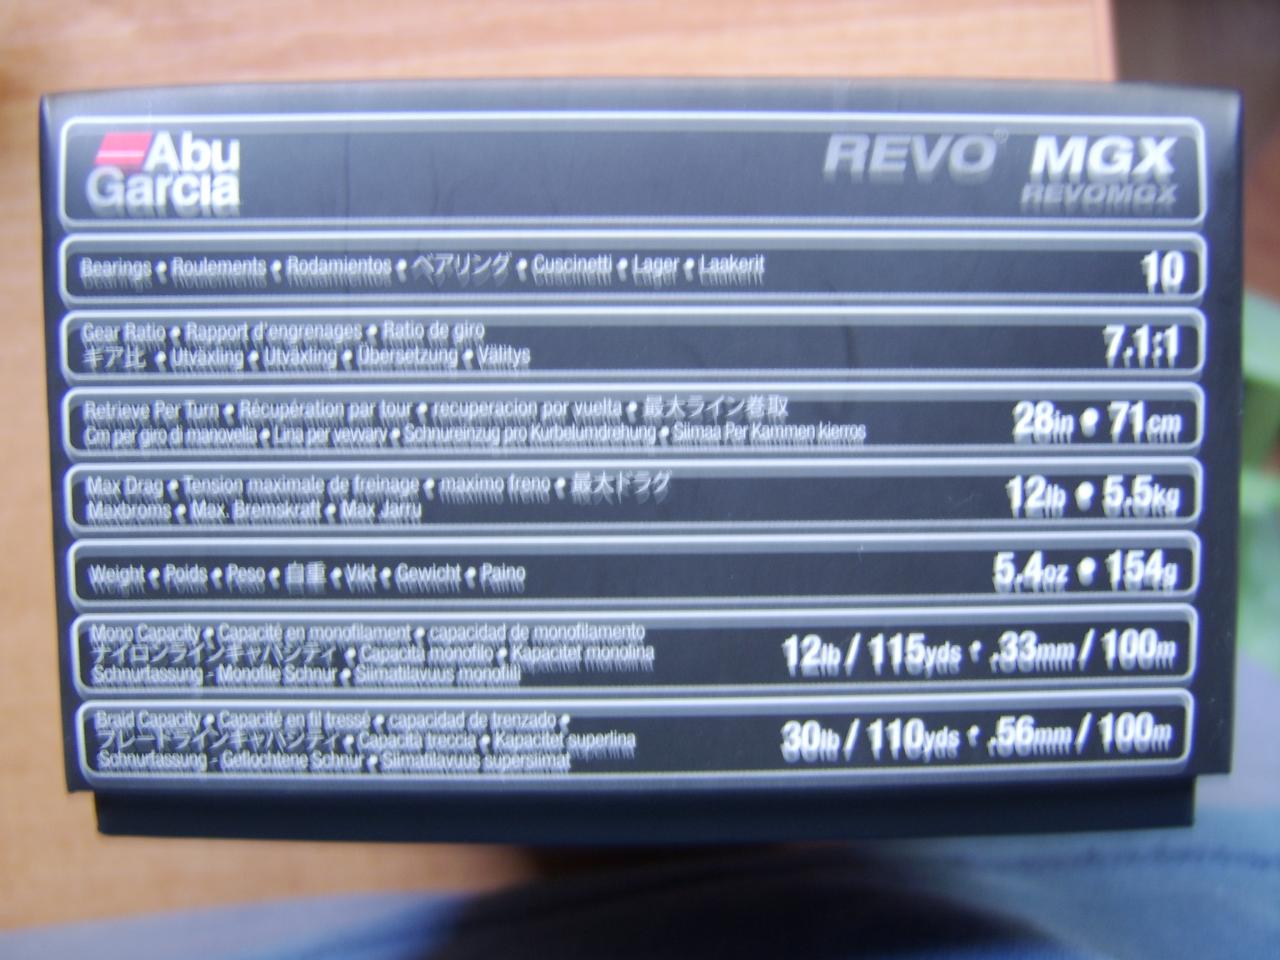 Abu
Garcia
REVO® MGX
REVOMGX
Bearings • Roulements • Rodamientos • ベアリング • Cuscinetti • Lager • Laakerit
10
Gear Ratio • Rapport d'engrenages • Ratio de giro
ギア比 • Utväxling • Utväxling • Übersetzung • Välitys
7.1:1
Retrieve Per Turn • Récupération par tour • recuperacion por vuelta • 最大ライン巻取
Cm per giro di manovella • Lina per vevvarv • Schnureinzug pro Kurbelumdrehung • Siimaa Per Kammen kierros
28in • 71cm
Max Drag • Tension maximale de freinage • maximo freno • 最大ドラグ
Maxbroms • Max. Bremskraft • Max Jarru
12lb • 5.5kg
Weight • Poids • Peso • 自重 • Vikt • Gewicht • Paino
5.4oz • 154g
Mono Capacity • Capacité en monofilament • capacidad de monofilamento
ナイロンラインキャパシティ • Capacità monofilo • Kapacitet monolina
Schnurfassung - Monofile Schnur • Siimatilavuus monofiili
12lb / 115yds • .33mm / 100m
Braid Capacity • Capacité en fil tressé • capacidad de trenzado •
ブレードラインキャパシティ • Capacità treccia • Kapacitet superlina
Schnurfassung - Geflochtene Schnur • Siimatilavuus supersiimat
30lb / 110yds • .56mm / 100m